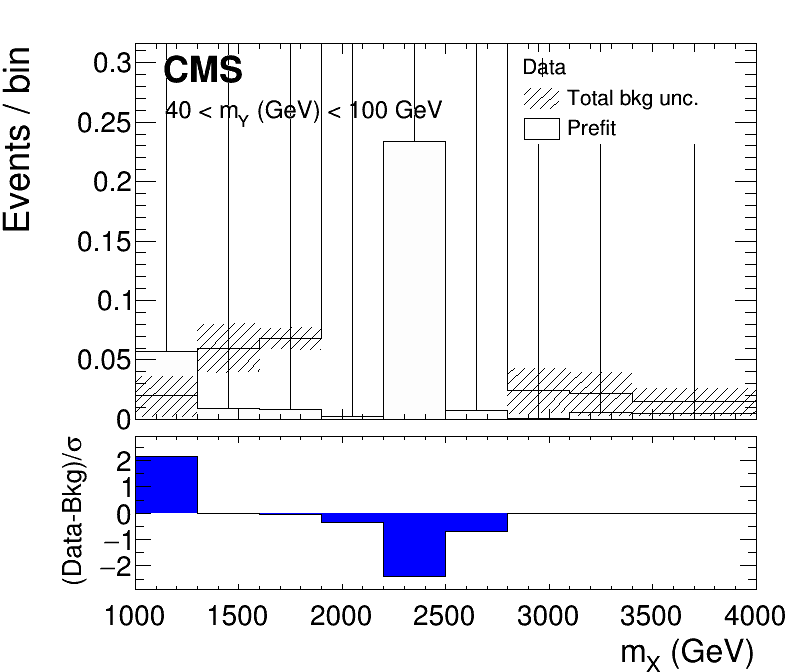 CMS
40 < mY (GeV) < 100 GeV
Data
Total bkg unc.
Prefit
Events / bin
0.3
0.25
0.2
0.15
0.1
0.05
0
(Data-Bkg)/σ
2
1
0
−1
−2
1000 1500 2000 2500 3000 3500 4000
mX (GeV)